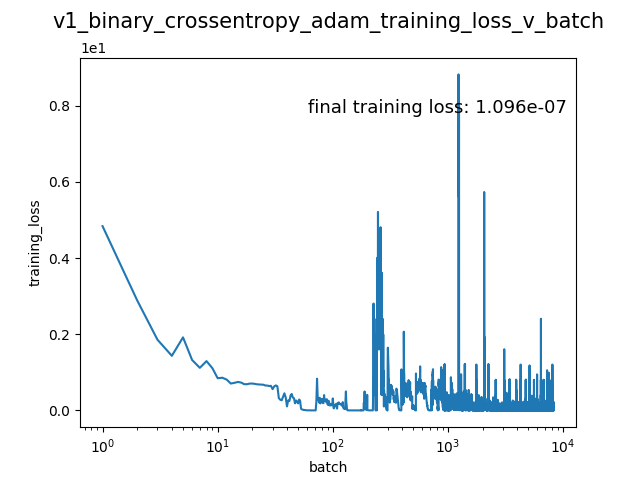 v1_binary_crossentropy_adam_training_loss_v_batch
1e1
final training loss: 1.096e-07
0.8
0.6
0.4
0.2
0.0
training_loss
10⁰
10¹
10²
10³
10⁴
batch